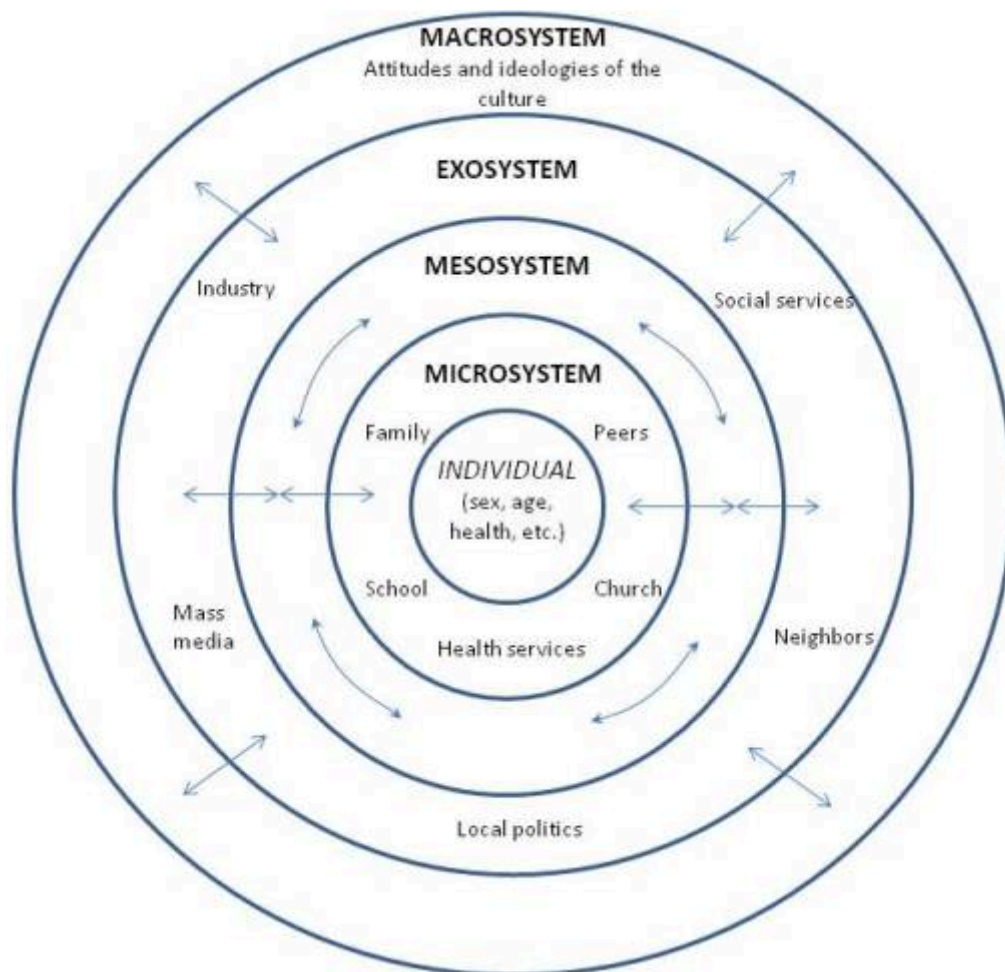 MACROSYSTEM
Attitudes and ideologies of the
culture
EXOSYSTEM
MESOSYSTEM
Industry
Social services
MICROSYSTEM
Family
Peers
INDIVIDUAL
(sex, age,
health, etc.)
School
Church
Mass
media
Health services
Neighbors
Local politics